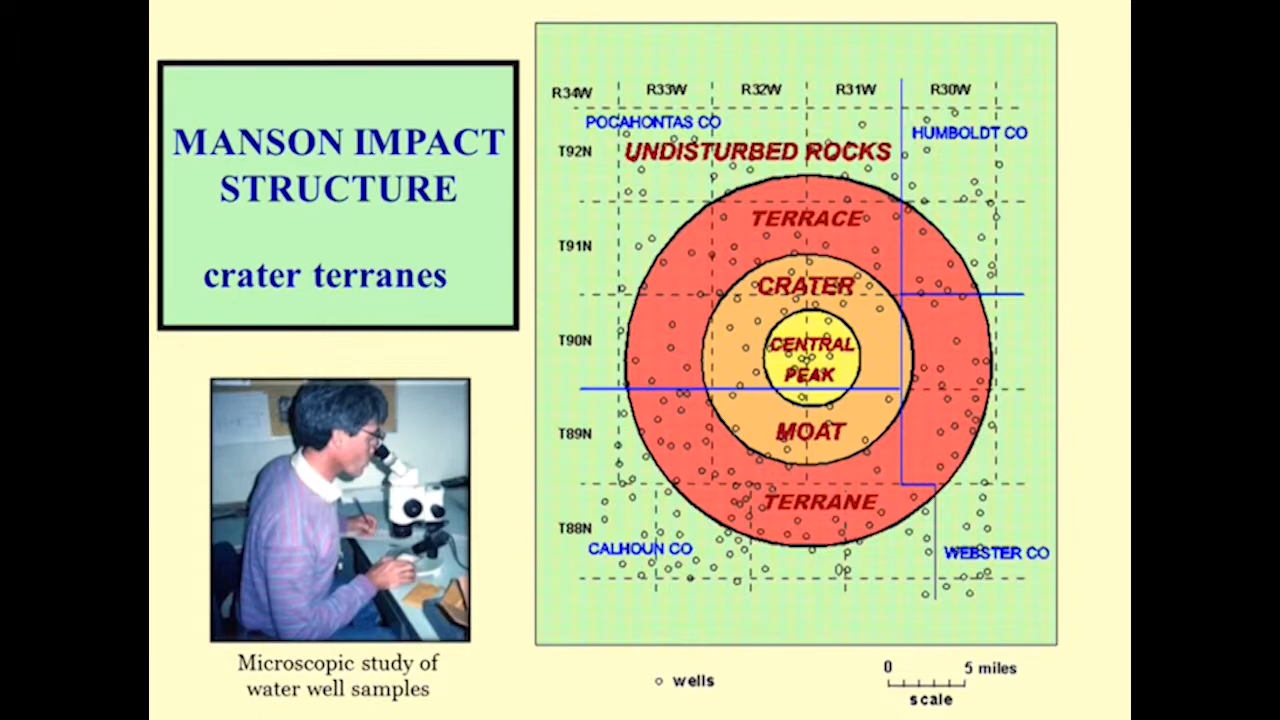 MANSON IMPACT
STRUCTURE
crater terranes
Microscopic study of
water well samples
R34W R33W R32W R31W R30W
POCAHONTAS CO
HUMBOLDT CO
T92N
UNDISTURBED ROCKS
TERRACE
T91N
CRATER
T90N
CENTRAL
PEAK
T89N
MOAT
TERRANE
T88N
CALHOUN CO
WEBSTER CO
wells
0 5 miles
scale